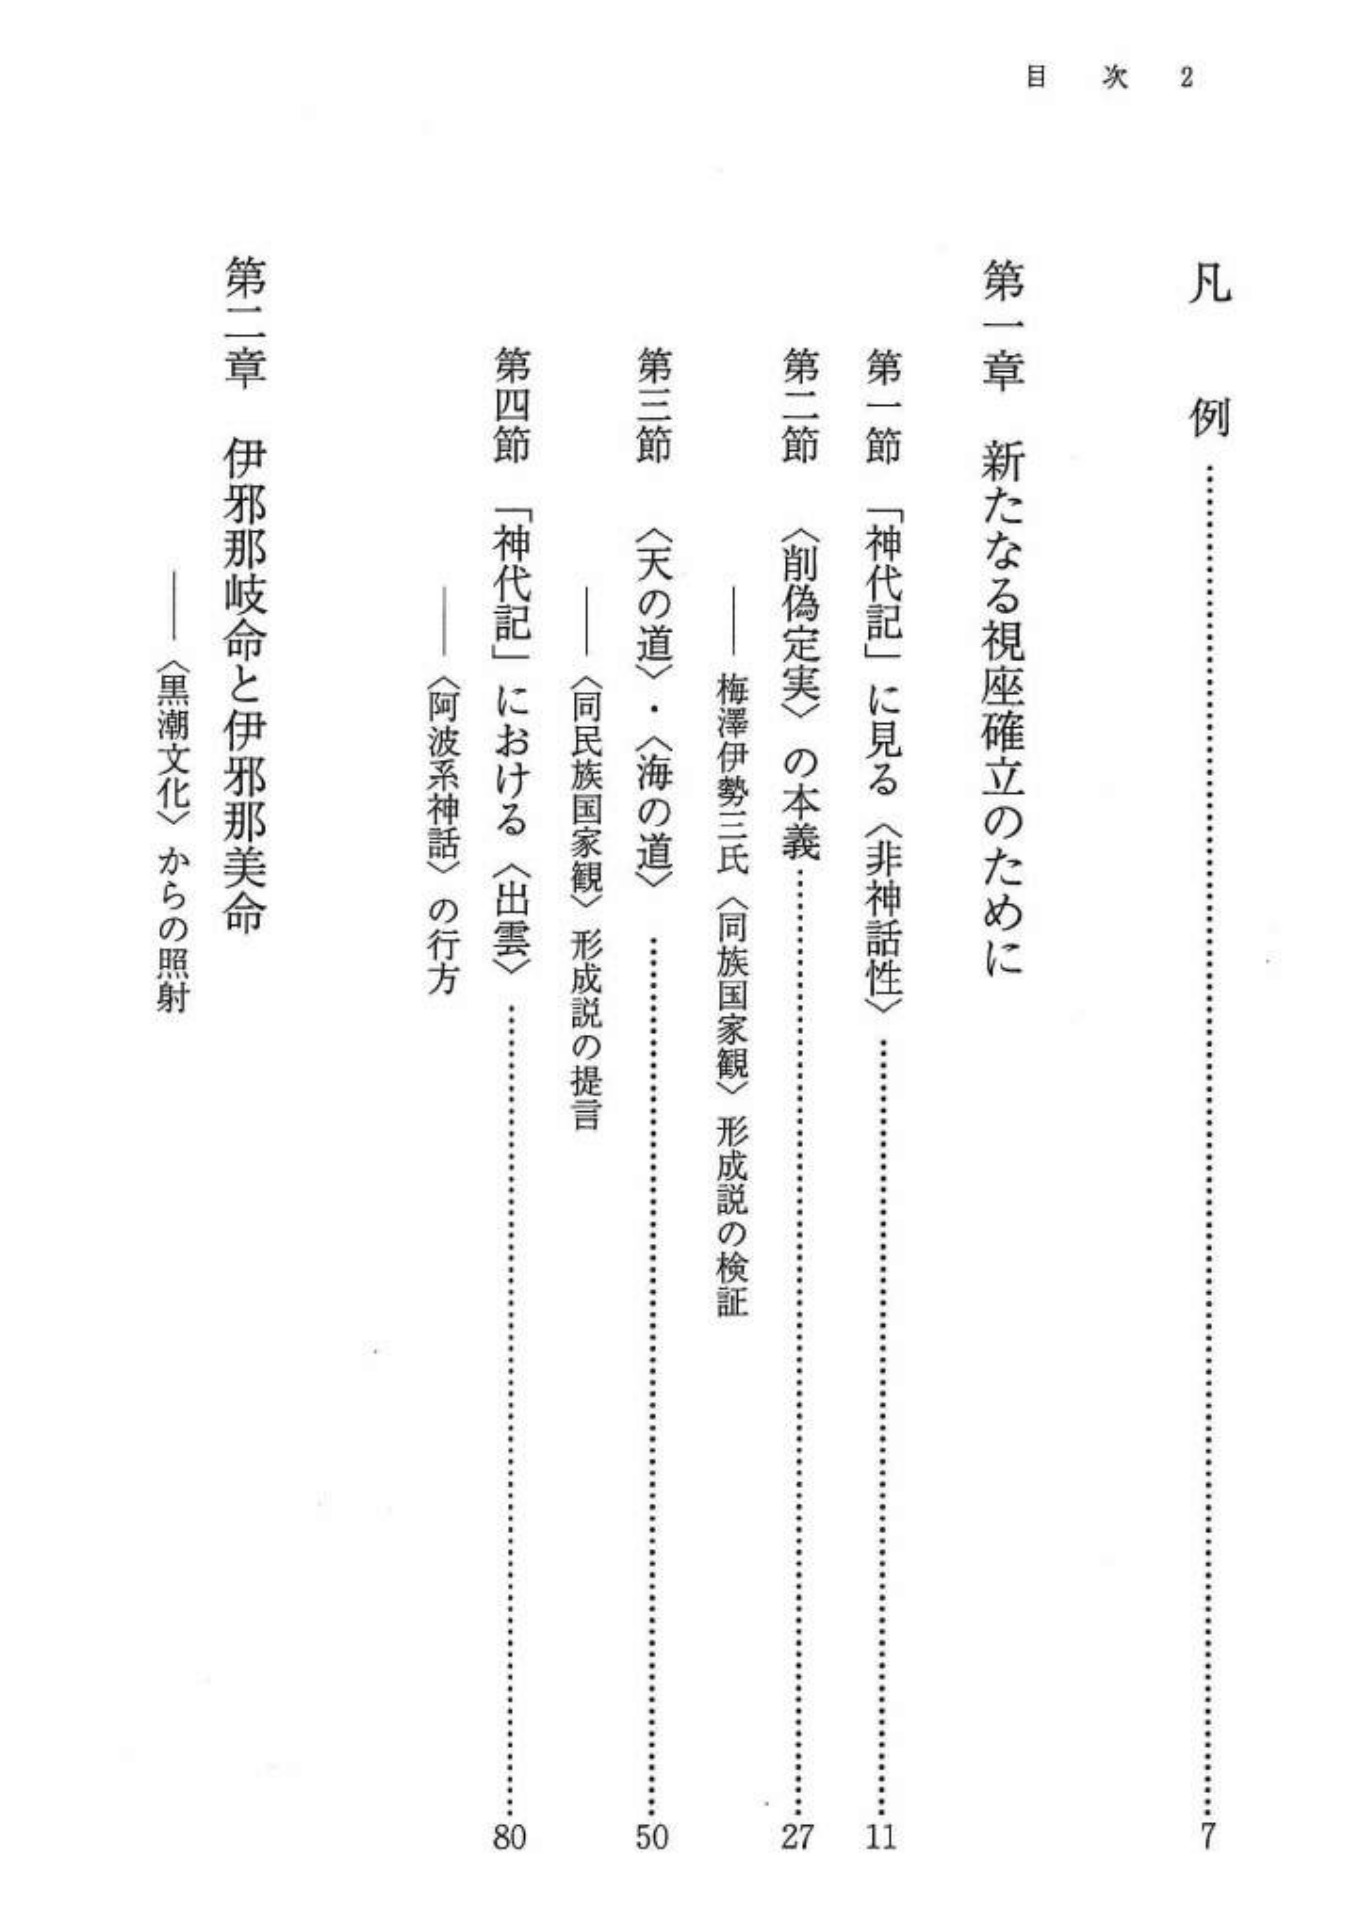 目次 2
凡例……7
第一章 新たなる視座確立のために
第一節 「神代記」に見る〈非神話性〉……11
第二節 〈削偽定実〉の本義……27
――梅澤伊勢三氏〈同族国家観〉形成説の検証
第三節 〈天の道〉・〈海の道〉……50
――〈同民族国家観〉形成説の提言
第四節 「神代記」における〈出雲〉……80
――〈阿波系神話〉の行方
第二章 伊邪那岐命と伊邪那美命
――〈黒潮文化〉からの照射